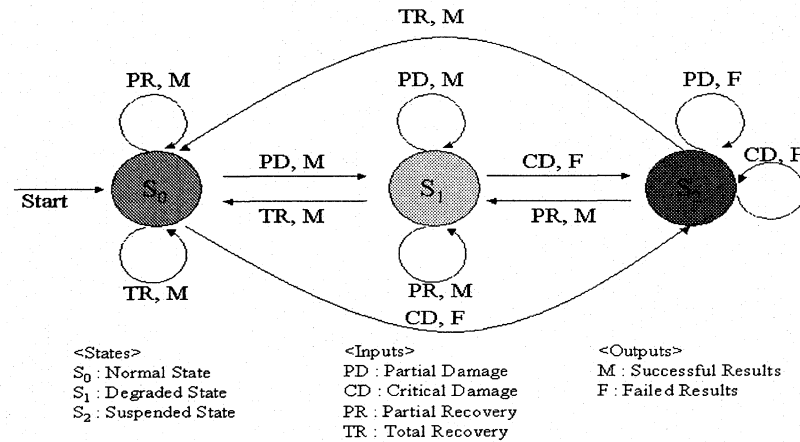 TR, M
PR, M
PD, M
PD, F
CD, F
PD, M
CD, F
Start
S0
S1
S2
TR, M
PR, M
TR, M
PR, M
CD, F
<States>
S0 : Normal State
S1 : Degraded State
S2 : Suspended State
<Inputs>
PD : Partial Damage
CD : Critical Damage
PR : Partial Recovery
TR : Total Recovery
<Outputs>
M : Successful Results
F : Failed Results